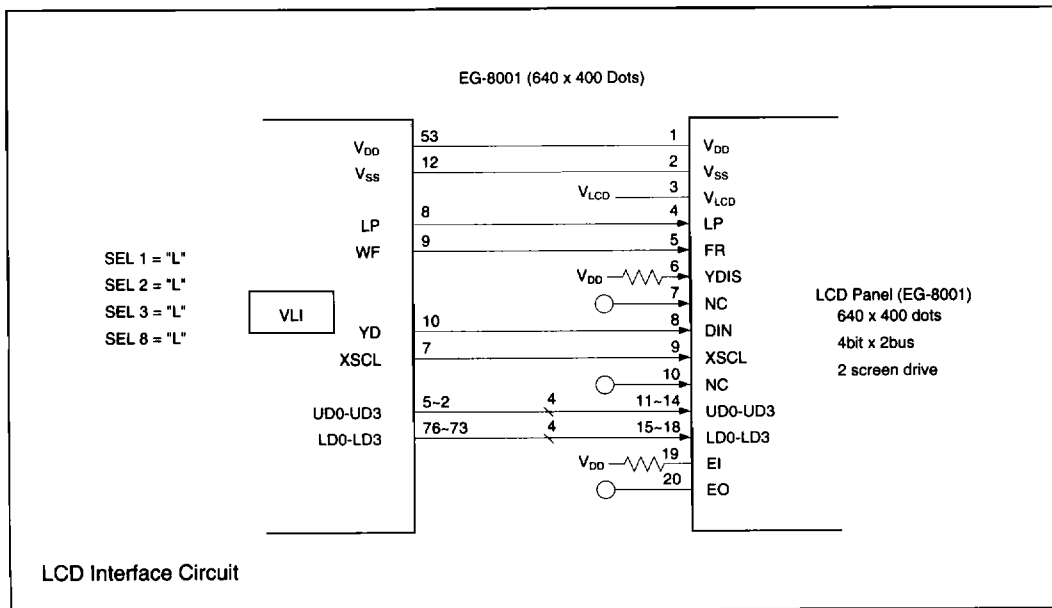 EG-8001 (640 x 400 Dots)
VDD 53 1 VDD
VSS 12 2 VSS
VLCD 3 VLCD
LP 8 4 LP
WF 9 5 FR
SEL 1 = "L"
SEL 2 = "L"
SEL 3 = "L"
SEL 8 = "L"
VLI
VDD 6 YDIS
7 NC
YD 10 8 DIN
XSCL 7 9 XSCL
10 NC
UD0-UD3 5~2 4 11~14 UD0-UD3
LD0-LD3 76~73 4 15~18 LD0-LD3
VDD 19 EI
20 EO
LCD Panel (EG-8001)
640 x 400 dots
4bit x 2bus
2 screen drive
LCD Interface Circuit